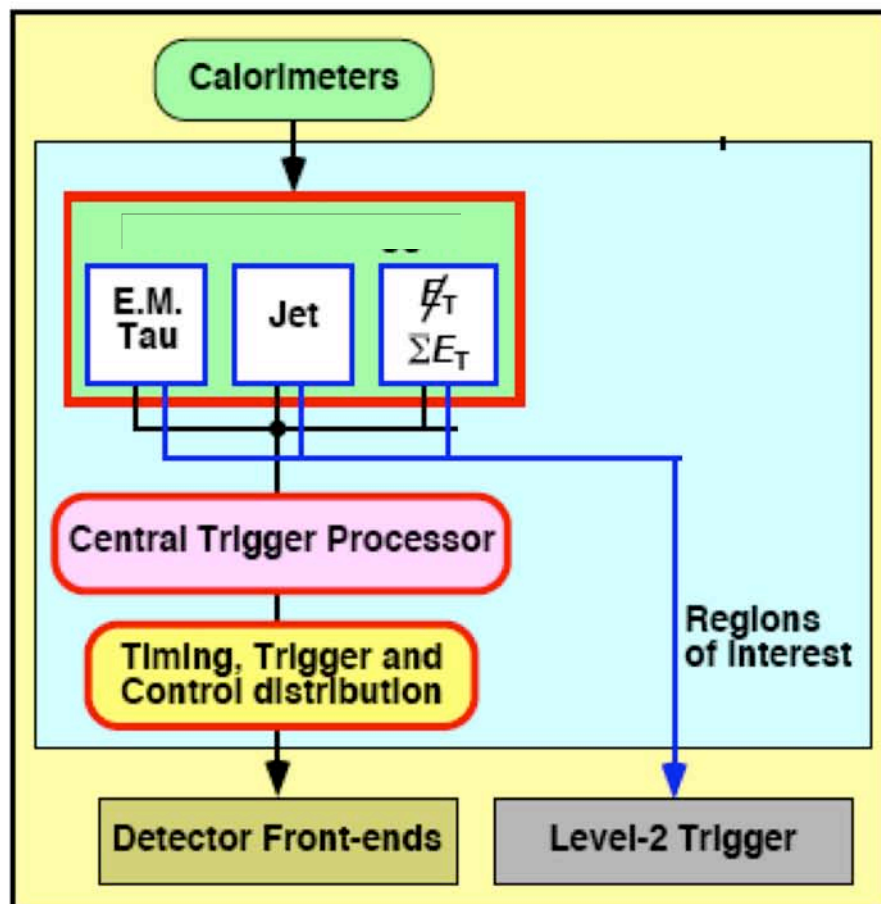 Calorimeters
E.M.
Tau
Jet
E̸T
ΣET
Central Trigger Processor
Timing, Trigger and
Control distribution
Regions
of Interest
Detector Front-ends
Level-2 Trigger